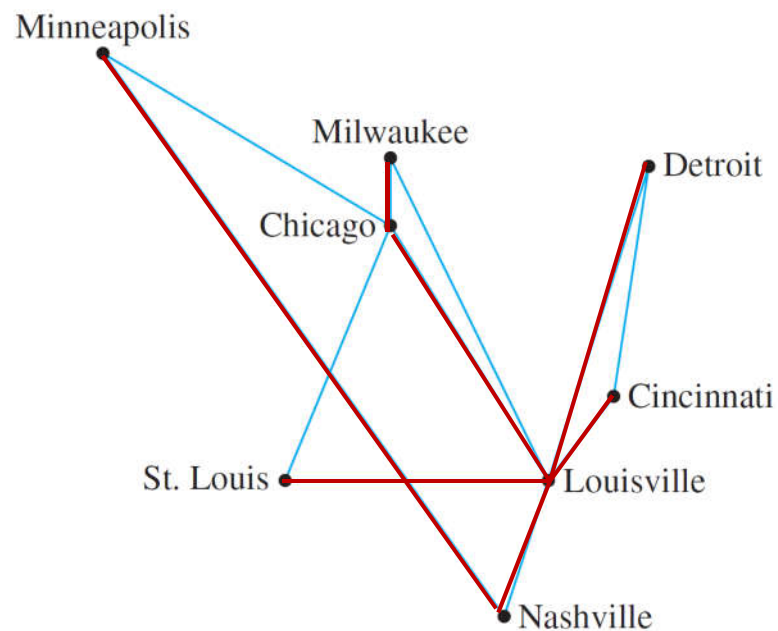 Minneapolis
Milwaukee
Detroit
Chicago
Cincinnati
St. Louis
Louisville
Nashville